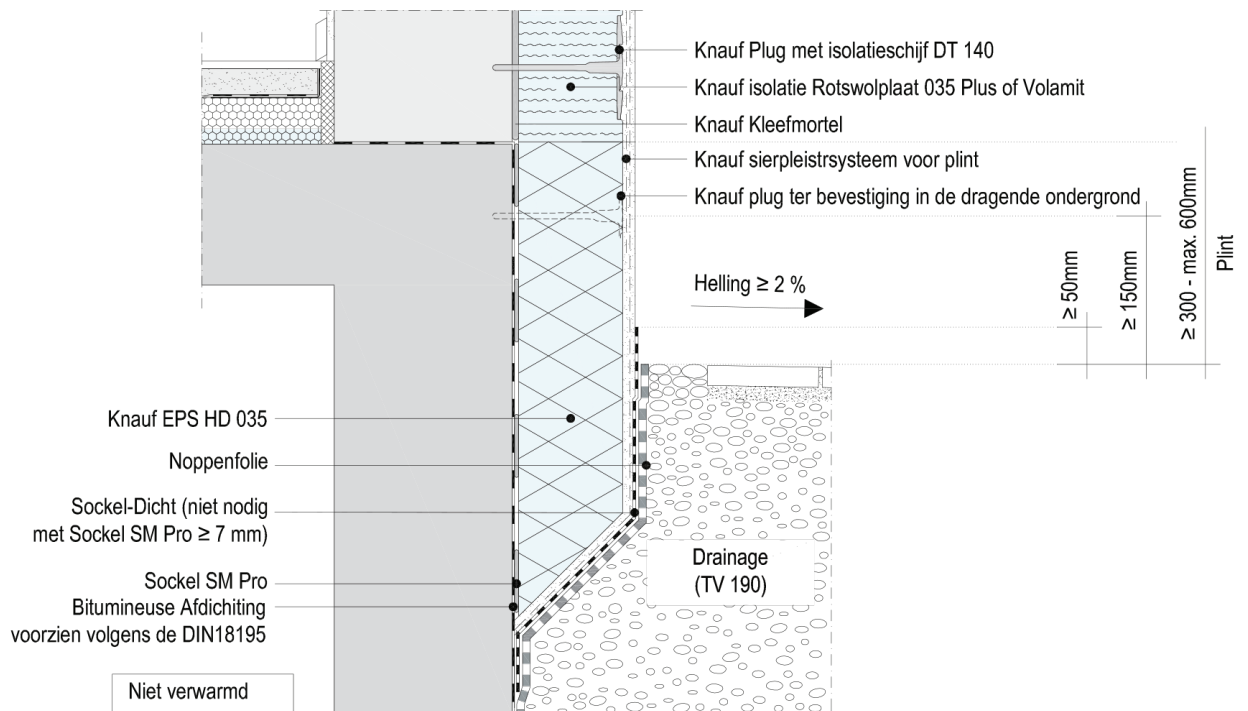 Knauf Plug met isolatieschijf DT 140
Knauf isolatie Rotswolplaat 035 Plus of Volamit
Knauf Kleefmortel
Knauf sierpleistrsysteem voor plint
Knauf plug ter bevestiging in de dragende ondergrond
Helling ≥ 2 %
≥ 50mm
≥ 150mm
≥ 300 - max. 600mm
Plint
Knauf EPS HD 035
Noppenfolie
Sockel-Dicht (niet nodig
met Sockel SM Pro ≥ 7 mm)
Sockel SM Pro
Bitumineuse Afdichiting
voorzien volgens de DIN18195
Drainage
(TV 190)
Niet verwarmd